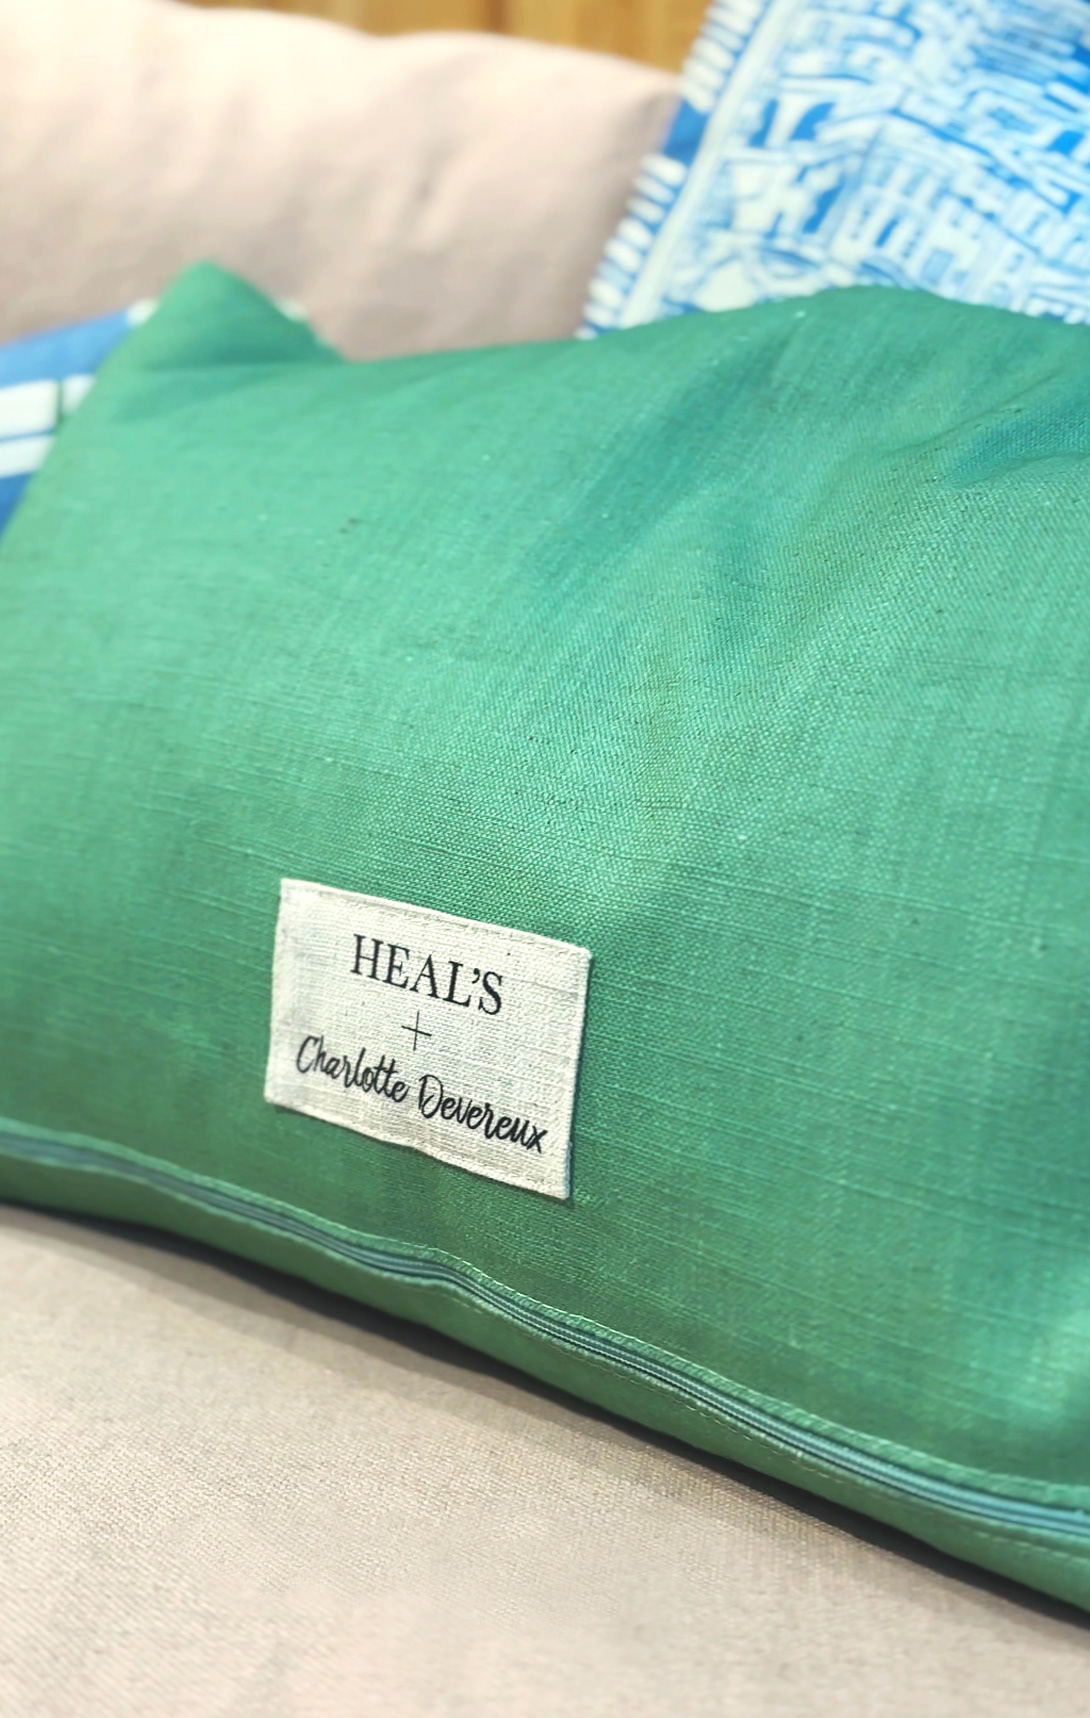 HEAL'S
+
Charlotte Devereux